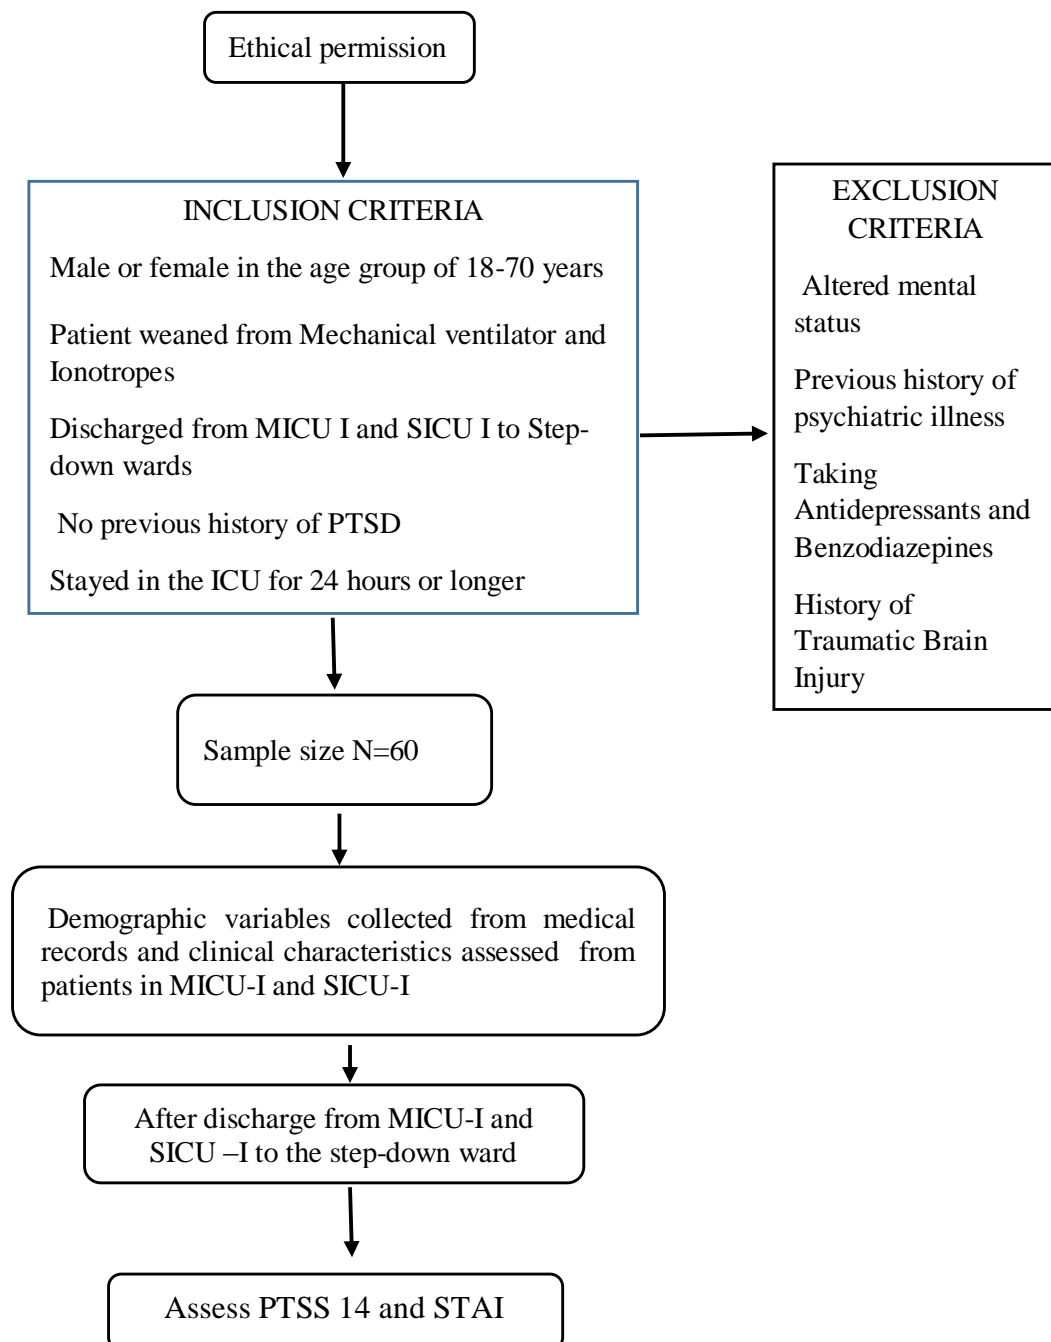 Ethical permission
INCLUSION CRITERIA
Male or female in the age group of 18-70 years
Patient weaned from Mechanical ventilator and
Ionotropes
Discharged from MICU I and SICU I to Step-
down wards
No previous history of PTSD
Stayed in the ICU for 24 hours or longer
EXCLUSION
CRITERIA
Altered mental
status
Previous history of
psychiatric illness
Taking
Antidepressants and
Benzodiazepines
History of
Traumatic Brain
Injury
Sample size N=60
Demographic variables collected from medical
records and clinical characteristics assessed from
patients in MICU-I and SICU-I
After discharge from MICU-I and
SICU –I to the step-down ward
Assess PTSS 14 and STAI